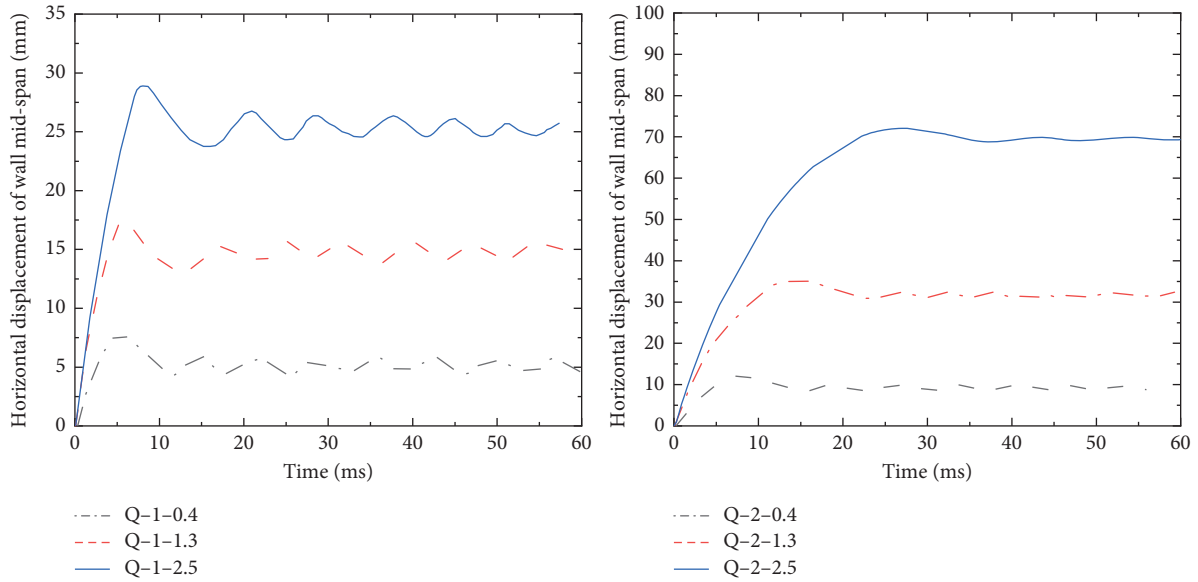 Horizontal displacement of wall mid-span (mm)
35
30
25
20
15
10
5
0
0 10 20 30 40 50 60
Time (ms)
Q–1–0.4
Q–1–1.3
Q–1–2.5
Horizontal displacement of wall mid-span (mm)
100
90
80
70
60
50
40
30
20
10
0
0 10 20 30 40 50 60
Time (ms)
Q–2–0.4
Q–2–1.3
Q–2–2.5